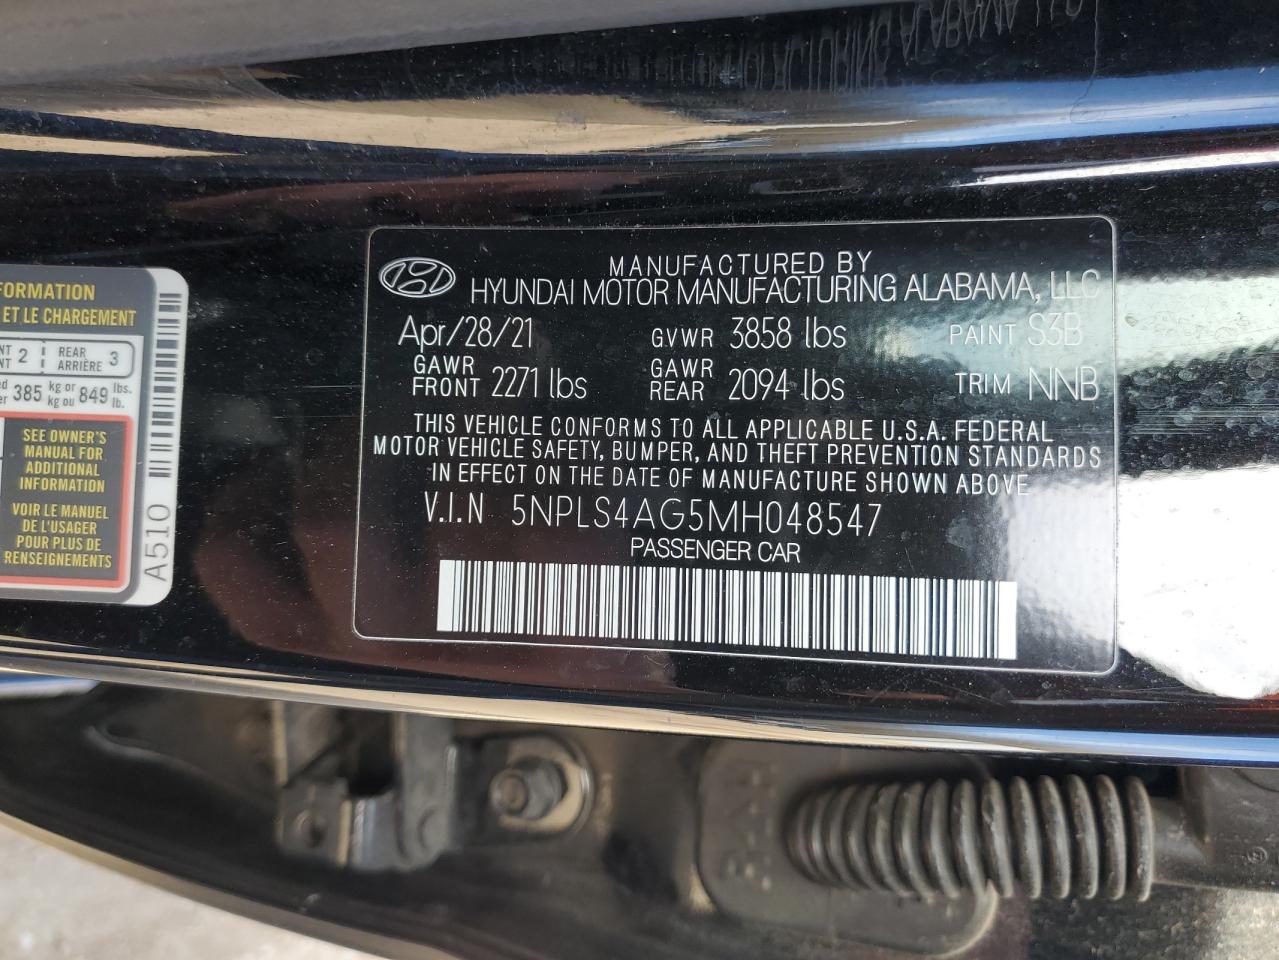 MANUFACTURED BY
HYUNDAI MOTOR MANUFACTURING ALABAMA, LLC
Apr/28/21 GVWR 3858 lbs PAINT S3B
GAWR FRONT 2271 lbs GAWR REAR 2094 lbs TRIM NNB
THIS VEHICLE CONFORMS TO ALL APPLICABLE U.S.A. FEDERAL
MOTOR VEHICLE SAFETY, BUMPER, AND THEFT PREVENTION STANDARDS
IN EFFECT ON THE DATE OF MANUFACTURE SHOWN ABOVE
V.I.N 5NPLS4AG5MH048547
PASSENGER CAR
ET LE CHARGEMENT
2 REAR ARRIÈRE 3
385 kg or kg ou 849 lbs. lb.
SEE OWNER'S
MANUAL FOR
ADDITIONAL
INFORMATION
VOIR LE MANUEL
DE L'USAGER
POUR PLUS DE
RENSEIGNEMENTS
A510